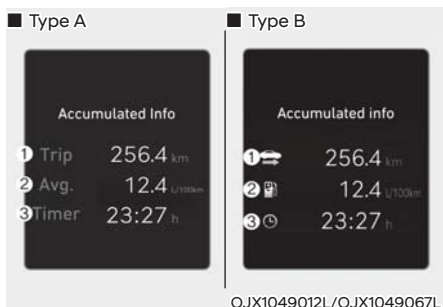 ■ Type A
Accumulated Info
① Trip 256.4 km
② Avg. 12.4 L/100km
③ Timer 23:27 h
■ Type B
Accumulated info
① 256.4 km
② 12.4 L/100km
③ 23:27 h
OJX1049012L/OJX1049067L